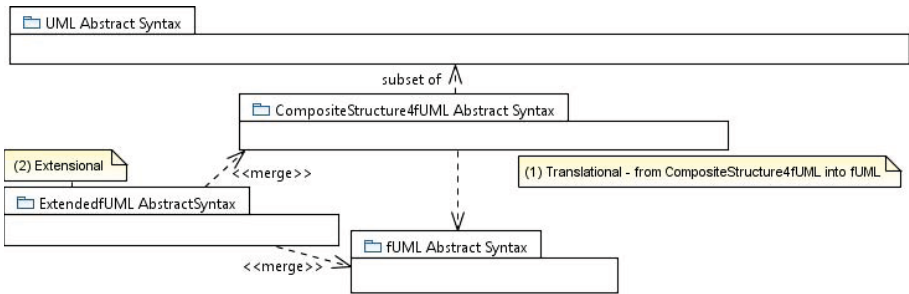 UML Abstract Syntax
subset of
CompositeStructure4fUML Abstract Syntax
(2) Extensional
<<merge>>
(1) Translational - from CompositeStructure4fUML into fUML
ExtendedfUML AbstractSyntax
fUML Abstract Syntax
<<merge>>